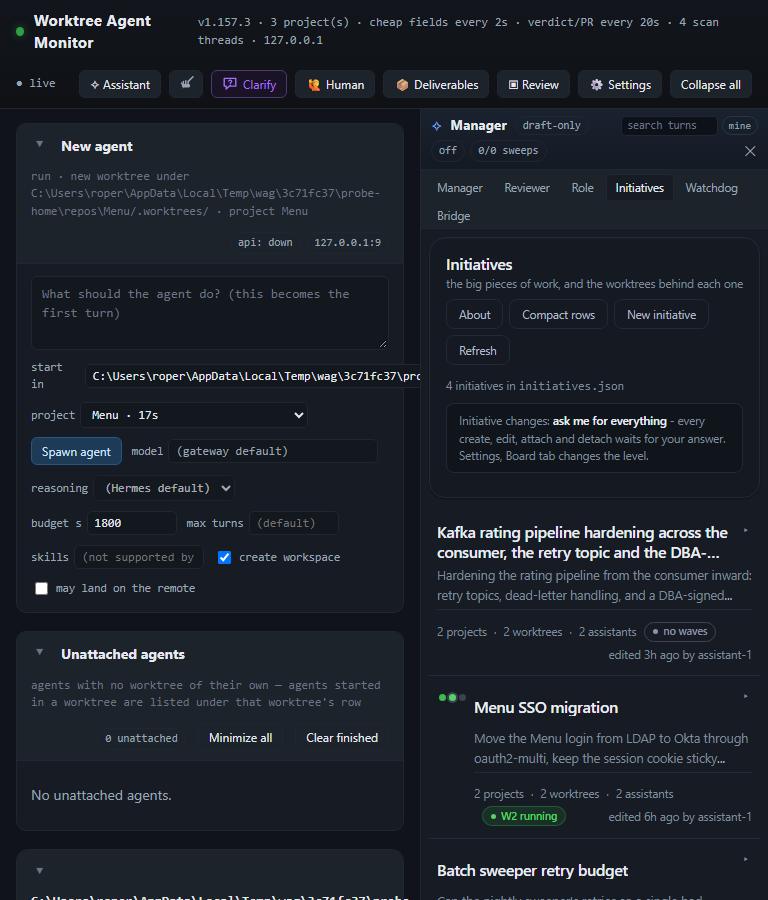 Worktree Agent Monitor
v1.157.3 · 3 project(s) · cheap fields every 2s · verdict/PR every 20s · 4 scan threads · 127.0.0.1
live
Assistant
Clarify
Human
Deliverables
Review
Settings
Collapse all
New agent
run · new worktree under
C:\Users\roper\AppData\Local\Temp\wag\3c71fc37\probe-
home\repos\Menu/.worktrees/ · project Menu
api: down
127.0.0.1:9
What should the agent do? (this becomes the
first turn)
start in
C:\Users\roper\AppData\Local\Temp\wag\3c71fc37\pro
project
Menu · 17s
Spawn agent
model
(gateway default)
reasoning
(Hermes default)
budget s
1800
max turns
(default)
skills
(not supported by
create workspace
may land on the remote
Unattached agents
agents with no worktree of their own — agents started
in a worktree are listed under that worktree's row
0 unattached
Minimize all
Clear finished
No unattached agents.
Manager
draft-only
search turns
mine
off
0/0 sweeps
Manager
Reviewer
Role
Initiatives
Watchdog
Bridge
Initiatives
the big pieces of work, and the worktrees behind each one
About
Compact rows
New initiative
Refresh
4 initiatives in initiatives.json
Initiative changes: ask me for everything - every
create, edit, attach and detach waits for your answer.
Settings, Board tab changes the level.
Kafka rating pipeline hardening across the
consumer, the retry topic and the DBA-...
Hardening the rating pipeline from the consumer inward:
retry topics, dead-letter handling, and a DBA-signed...
2 projects · 2 worktrees · 2 assistants
no waves
edited 3h ago by assistant-1
Menu SSO migration
Move the Menu login from LDAP to Okta through
oauth2-multi, keep the session cookie sticky...
2 projects · 2 worktrees · 2 assistants
W2 running
edited 6h ago by assistant-1
Batch sweeper retry budget